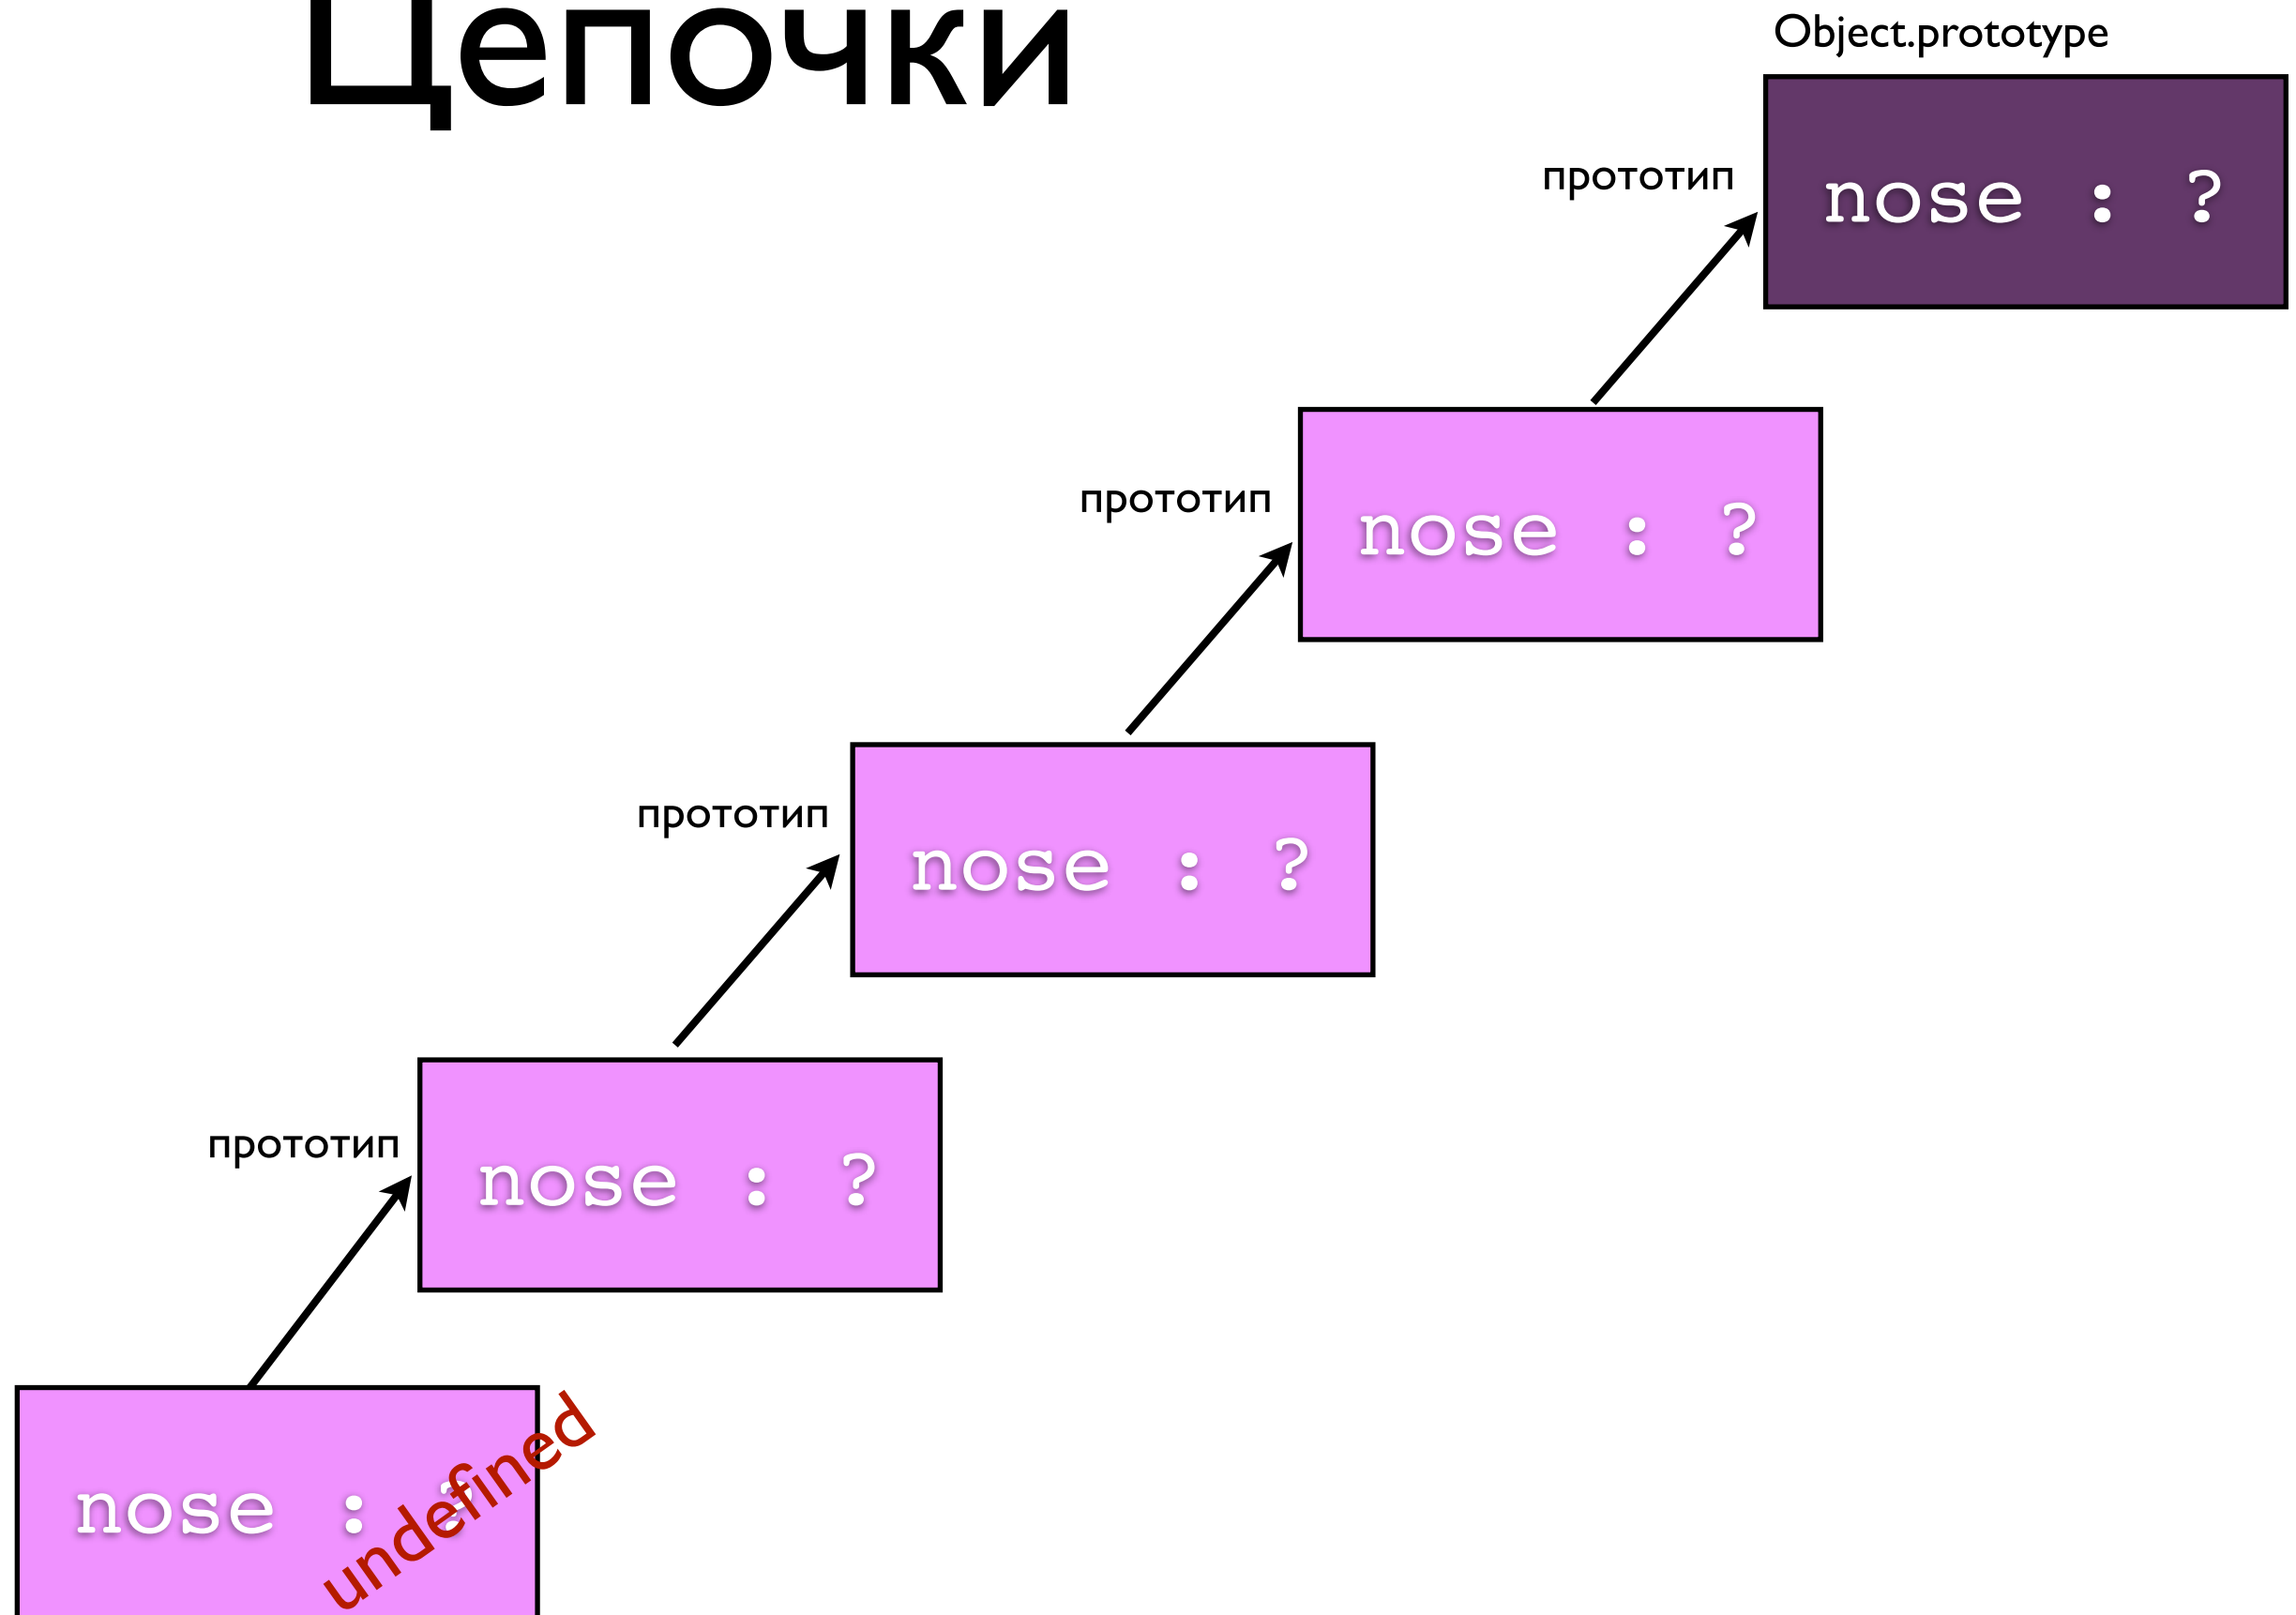 Цепочки
Object.prototype
прототип
nose : ?
прототип
nose : ?
прототип
nose : ?
прототип
nose : ?
nose : ?
undefined